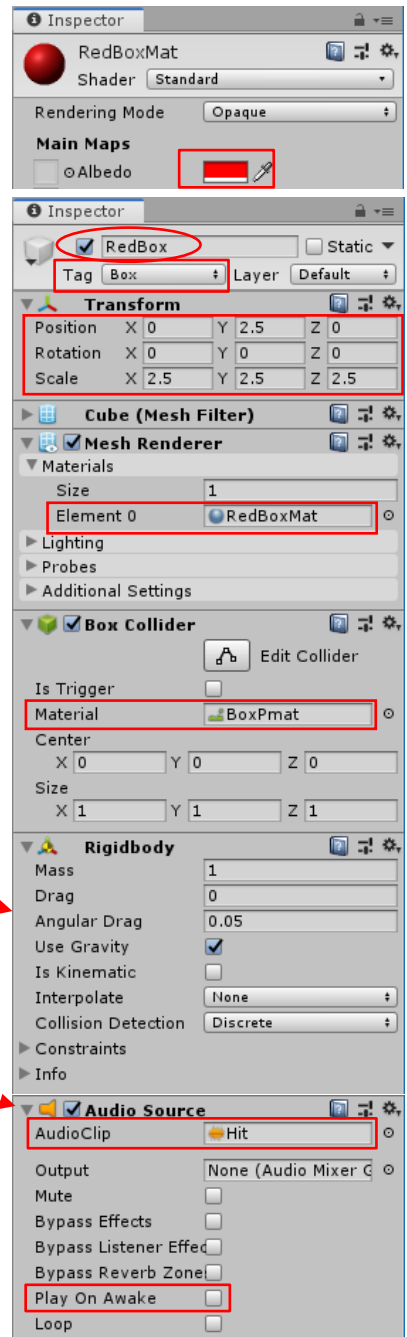 Inspector
RedBoxMat
Shader Standard
Rendering Mode Opaque
Main Maps
Albedo
Inspector
RedBox Static
Tag Box Layer Default
Transform
Position X 0 Y 2.5 Z 0
Rotation X 0 Y 0 Z 0
Scale X 2.5 Y 2.5 Z 2.5
Cube (Mesh Filter)
Mesh Renderer
Materials
Size 1
Element 0 RedBoxMat
Lighting
Probes
Additional Settings
Box Collider
Edit Collider
Is Trigger
Material BoxPmat
Center
X 0 Y 0 Z 0
Size
X 1 Y 1 Z 1
Rigidbody
Mass 1
Drag 0
Angular Drag 0.05
Use Gravity
Is Kinematic
Interpolate None
Collision Detection Discrete
Constraints
Info
Audio Source
AudioClip Hit
Output None (Audio Mixer G
Mute
Bypass Effects
Bypass Listener Effec
Bypass Reverb Zone
Play On Awake
Loop